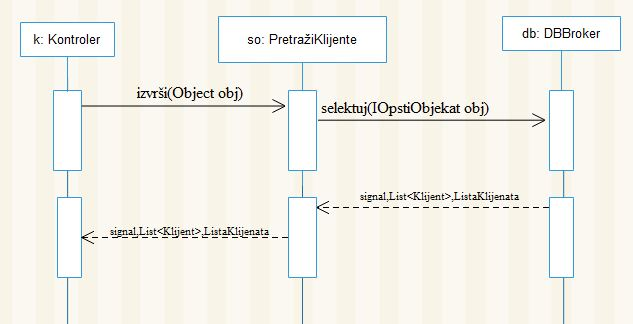 k: Kontroler
so: PretražiKlijente
db: DBBroker
izvrši(Object obj)
selektuj(IOpstiObjekat obj)
signal,List<Klijent>,ListaKlijenata
signal,List<Klijent>,ListaKlijenata